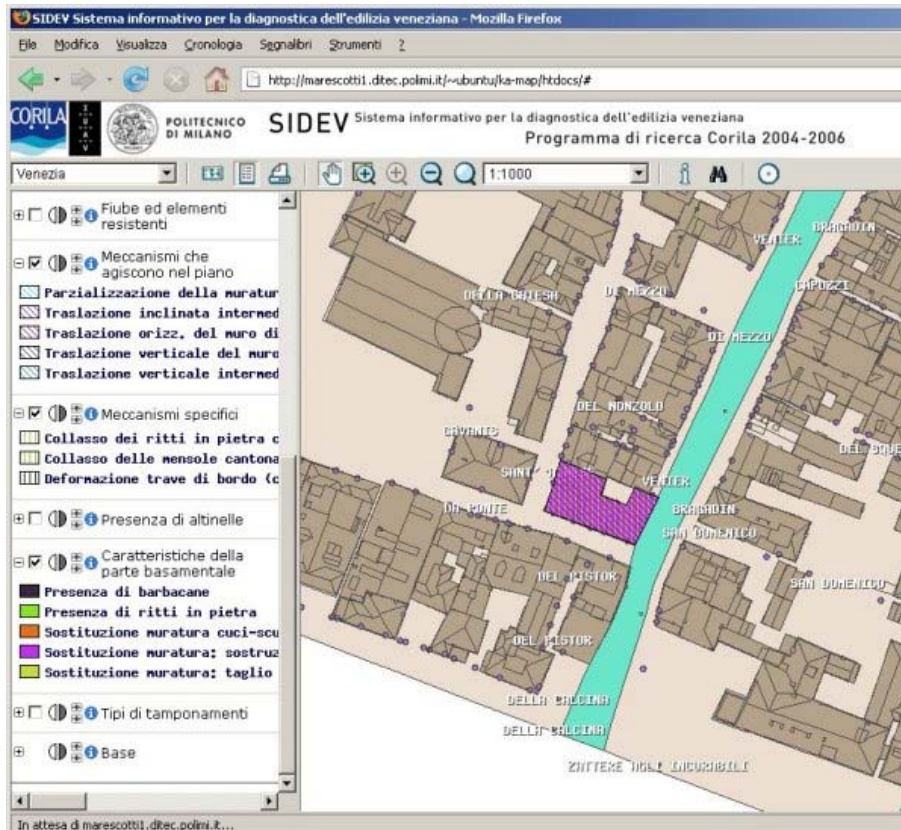 SIDEV Sistema informativo per la diagnostica dell'edilizia veneziana - Mozilla Firefox
File Modifica Visualizza Cronologia Segnalibri Strumenti ?
http://marescotti1.ditec.polimi.it/~ubuntu/ka-map/htdocs/#
CORILA
I U A V
POLITECNICO
DI MILANO
SIDEV Sistema informativo per la diagnostica dell'edilizia veneziana
Programma di ricerca Corila 2004-2006
Venezia
1:1000
Fiube ed elementi
resistenti
Meccanismi che
agiscono nel piano
Parzializzazione della muratur
Traslazione inclinata intermed
Traslazione orizz. del muro di
Traslazione verticale del muro
Traslazione verticale intermed
Meccanismi specifici
Collasso dei ritti in pietra c
Collasso delle mensole cantona
Deformazione trave di bordo (c
Presenza di altinelle
Caratteristiche della
parte basamentale
Presenza di barbacane
Presenza di ritti in pietra
Sostituzione muratura cuci-scu
Sostituzione muratura: sostruz
Sostituzione muratura: taglio
Tipi di tamponamenti
Base
VENIER
BRAGADIN
DELLA CHIESA
DI MEZZO
CAPUZZI
DI MEZZO
DEL MONZOLO
CAVANIS
SANT'
VENIER
DA PONTE
BRAGADIN
SAN DOMENICO
DEL PISTOR
SAN DOMENICO
DEL PISTOR
DELLA CALCINA
DELLA CALCINA
ZATTERE AGLI INCURABILI
In attesa di marescotti1.ditec.polimi.it...